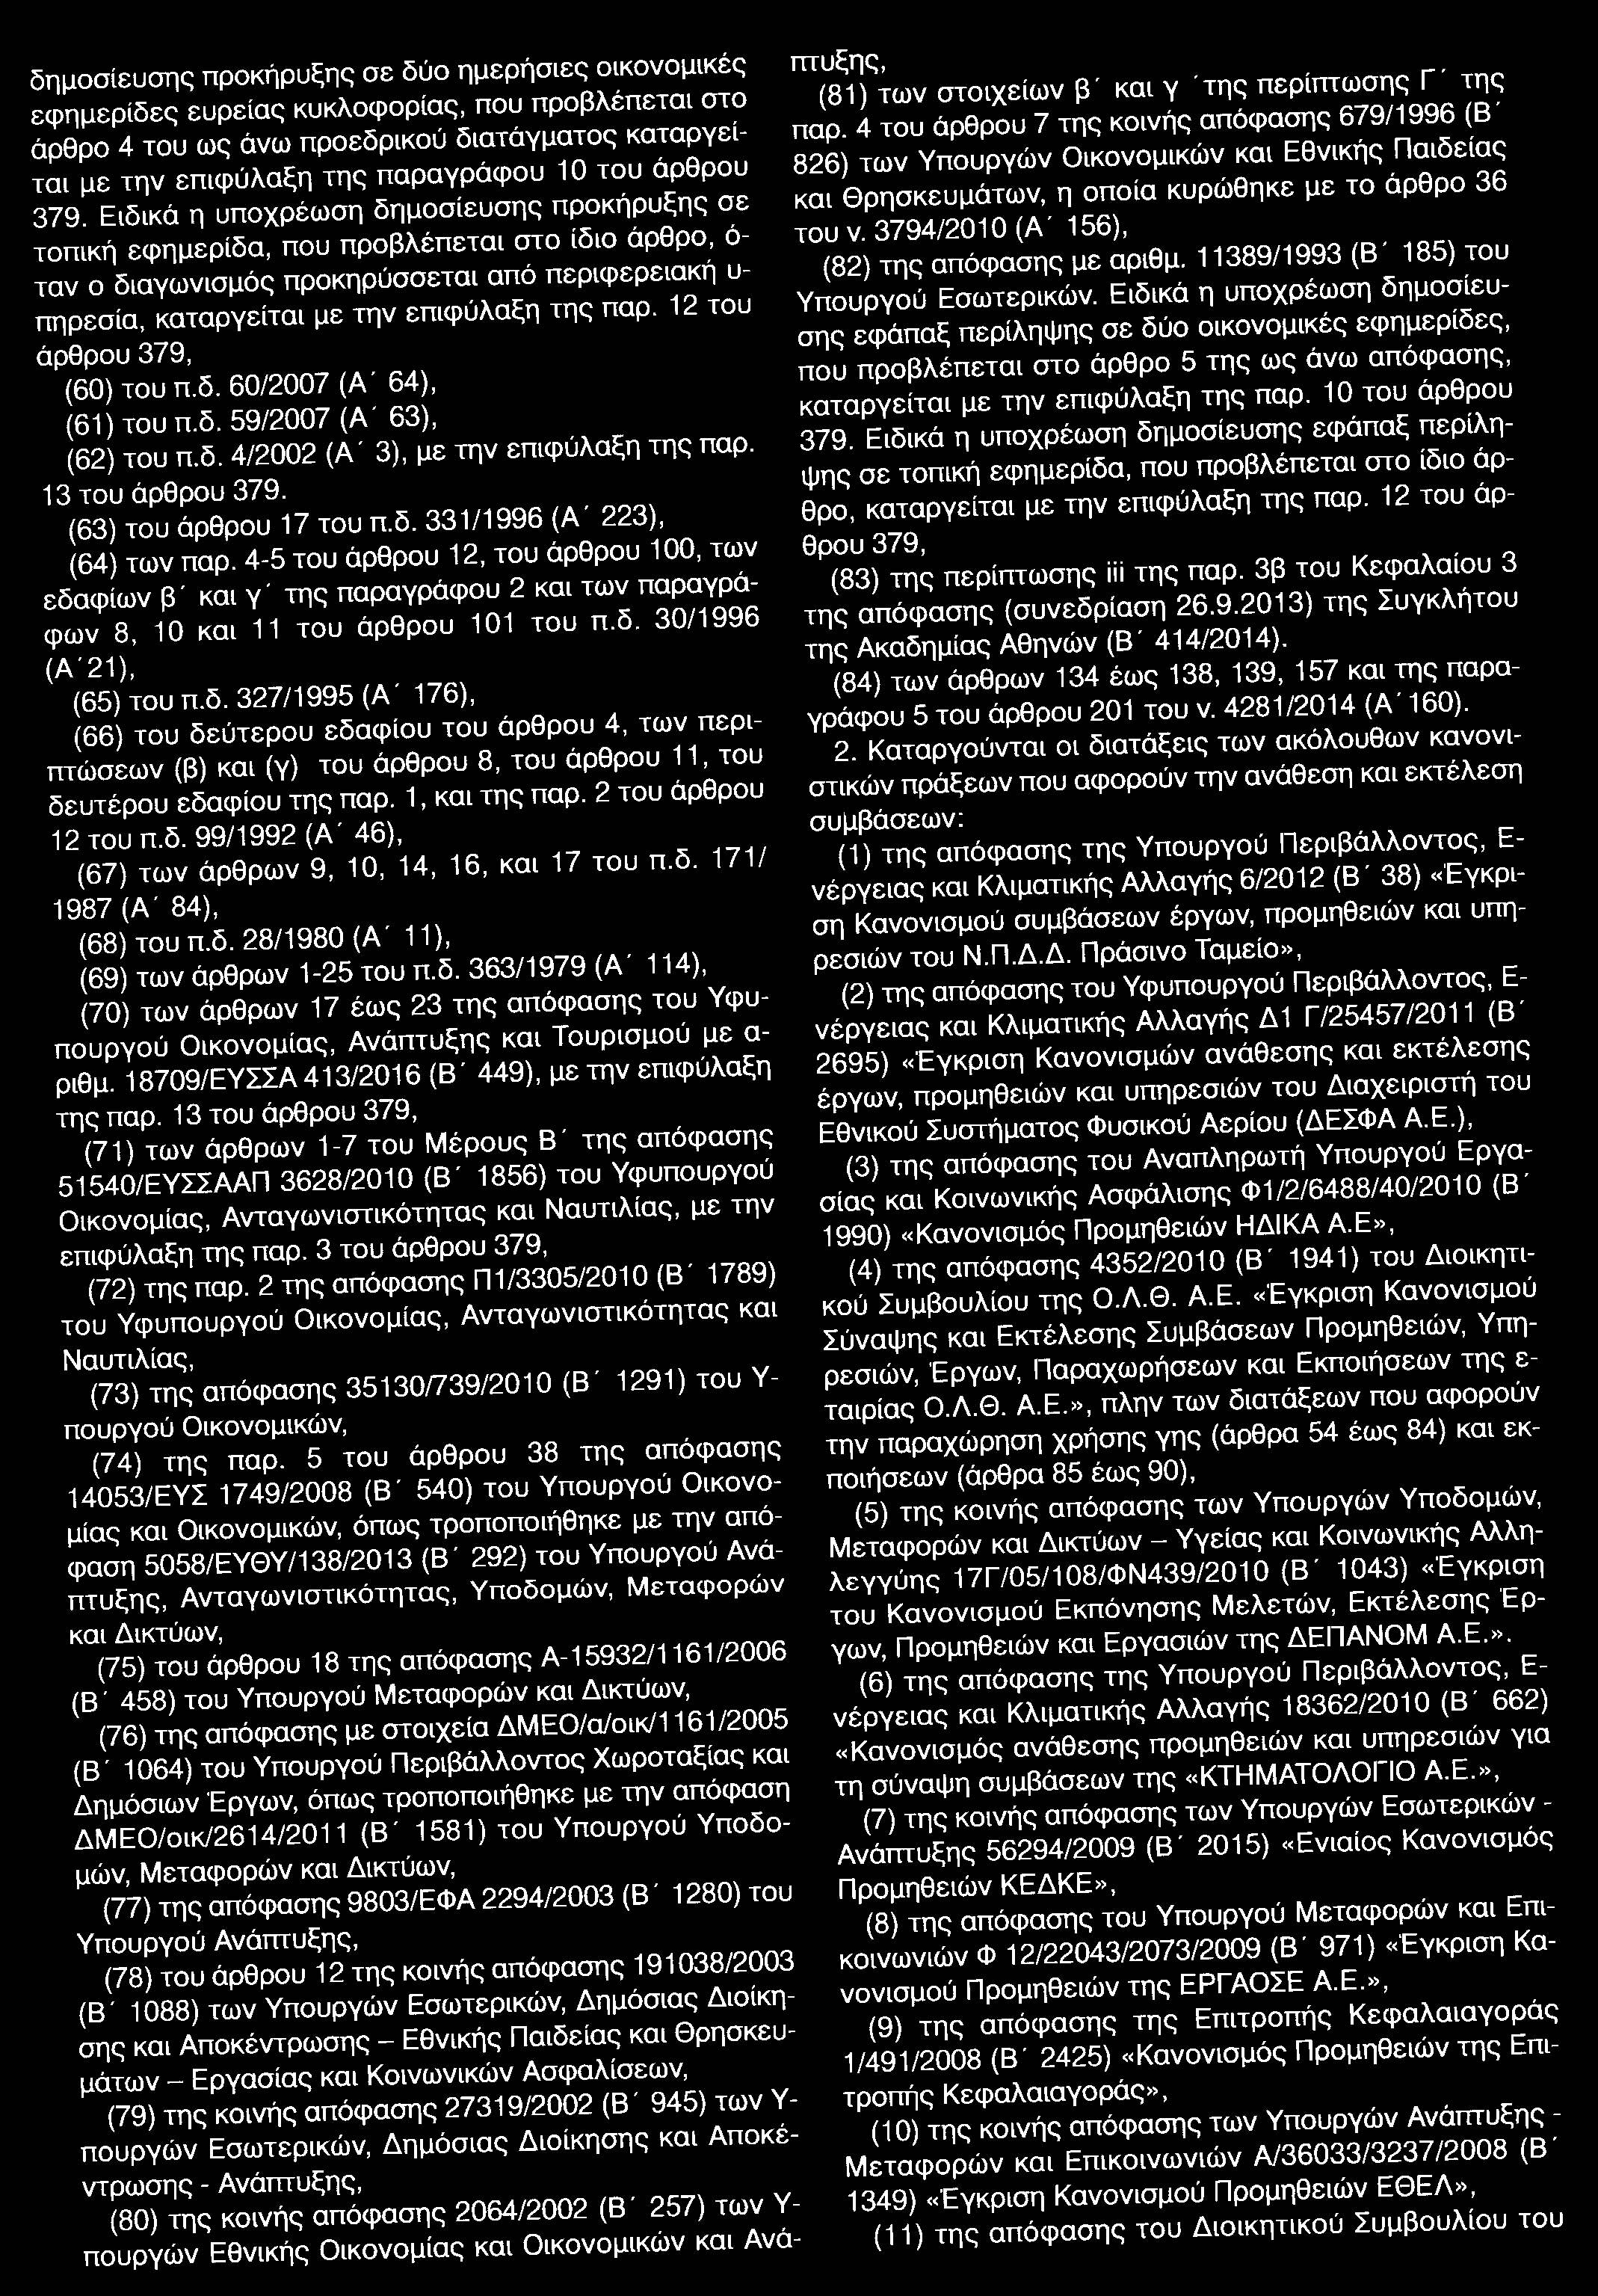 δημοσίευσης προκήρυξης σε δύο ημερήσιες οικονομικές
εφημερίδες ευρείας κυκλοφορίας, που προβλέπεται στο
άρθρο 4 του ως άνω προεδρικού διατάγματος καταργεί-
ται με την επιφύλαξη της παραγράφου 10 του άρθρου
379. Ειδικά η υποχρέωση δημοσίευσης προκήρυξης σε
τοπική εφημερίδα, που προβλέπεται στο ίδιο άρθρο, ό-
ταν ο διαγωνισμός προκηρύσσεται από περιφερειακή υ-
πηρεσία, καταργείται με την επιφύλαξη της παρ. 12 του
άρθρου 379,
(60) του π.δ. 60/2007 (Α΄ 64),
(61) του π.δ. 59/2007 (Α΄ 63),
(62) του π.δ. 4/2002 (Α΄ 3), με την επιφύλαξη της παρ.
13 του άρθρου 379.
(63) του άρθρου 17 του π.δ. 331/1996 (Α΄ 223),
(64) των παρ. 4-5 του άρθρου 12, του άρθρου 100, των
εδαφίων β΄ και γ΄ της παραγράφου 2 και των παραγρά-
φων 8, 10 και 11 του άρθρου 101 του π.δ. 30/1996
(Α΄21),
(65) του π.δ. 327/1995 (Α΄ 176),
(66) του δεύτερου εδαφίου του άρθρου 4, των περι-
πτώσεων (β) και (γ) του άρθρου 8, του άρθρου 11, του
δευτέρου εδαφίου της παρ. 1, και της παρ. 2 του άρθρου
12 του π.δ. 99/1992 (Α΄ 46),
(67) των άρθρων 9, 10, 14, 16, και 17 του π.δ. 171/
1987 (Α΄ 84),
(68) του π.δ. 28/1980 (Α΄ 11),
(69) των άρθρων 1-25 του π.δ. 363/1979 (Α΄ 114),
(70) των άρθρων 17 έως 23 της απόφασης του Υφυ-
πουργού Οικονομίας, Ανάπτυξης και Τουρισμού με α-
ριθμ. 18709/ΕΥΣΣΑ 413/2016 (Β΄ 449), με την επιφύλαξη
της παρ. 13 του άρθρου 379,
(71) των άρθρων 1-7 του Μέρους Β΄ της απόφασης
51540/ΕΥΣΣΑΑΠ 3628/2010 (Β΄ 1856) του Υφυπουργού
Οικονομίας, Ανταγωνιστικότητας και Ναυτιλίας, με την
επιφύλαξη της παρ. 3 του άρθρου 379,
(72) της παρ. 2 της απόφασης Π1/3305/2010 (Β΄ 1789)
του Υφυπουργού Οικονομίας, Ανταγωνιστικότητας και
Ναυτιλίας,
(73) της απόφασης 35130/739/2010 (Β΄ 1291) του Υ-
πουργού Οικονομικών,
(74) της παρ. 5 του άρθρου 38 της απόφασης
14053/ΕΥΣ 1749/2008 (Β΄ 540) του Υπουργού Οικονο-
μίας και Οικονομικών, όπως τροποποιήθηκε με την από-
φαση 5058/ΕΥΘΥ/138/2013 (Β΄ 292) του Υπουργού Ανά-
πτυξης, Ανταγωνιστικότητας, Υποδομών, Μεταφορών
και Δικτύων,
(75) του άρθρου 18 της απόφασης Α-15932/1161/2006
(Β΄ 458) του Υπουργού Μεταφορών και Δικτύων,
(76) της απόφασης με στοιχεία ΔΜΕΟ/α/οικ/1161/2005
(Β΄ 1064) του Υπουργού Περιβάλλοντος Χωροταξίας και
Δημόσιων Έργων, όπως τροποποιήθηκε με την απόφαση
ΔΜΕΟ/οικ/2614/2011 (Β΄ 1581) του Υπουργού Υποδο-
μών, Μεταφορών και Δικτύων,
(77) της απόφασης 9803/ΕΦΑ 2294/2003 (Β΄ 1280) του
Υπουργού Ανάπτυξης,
(78) του άρθρου 12 της κοινής απόφασης 191038/2003
(Β΄ 1088) των Υπουργών Εσωτερικών, Δημόσιας Διοίκη-
σης και Αποκέντρωσης – Εθνικής Παιδείας και Θρησκευ-
μάτων – Εργασίας και Κοινωνικών Ασφαλίσεων,
(79) της κοινής απόφασης 27319/2002 (Β΄ 945) των Υ-
πουργών Εσωτερικών, Δημόσιας Διοίκησης και Αποκέ-
ντρωσης - Ανάπτυξης,
(80) της κοινής απόφασης 2064/2002 (Β΄ 257) των Υ-
πουργών Εθνικής Οικονομίας και Οικονομικών και Ανά-
πτυξης,
(81) των στοιχείων β΄ και γ ΄της περίπτωσης Γ΄ της
παρ. 4 του άρθρου 7 της κοινής απόφασης 679/1996 (Β΄
826) των Υπουργών Οικονομικών και Εθνικής Παιδείας
και Θρησκευμάτων, η οποία κυρώθηκε με το άρθρο 36
του ν. 3794/2010 (Α΄ 156),
(82) της απόφασης με αριθμ. 11389/1993 (Β΄ 185) του
Υπουργού Εσωτερικών. Ειδικά η υποχρέωση δημοσίευ-
σης εφάπαξ περίληψης σε δύο οικονομικές εφημερίδες,
που προβλέπεται στο άρθρο 5 της ως άνω απόφασης,
καταργείται με την επιφύλαξη της παρ. 10 του άρθρου
379. Ειδικά η υποχρέωση δημοσίευσης εφάπαξ περίλη-
ψης σε τοπική εφημερίδα, που προβλέπεται στο ίδιο άρ-
θρο, καταργείται με την επιφύλαξη της παρ. 12 του άρ-
θρου 379,
(83) της περίπτωσης iii της παρ. 3β του Κεφαλαίου 3
της απόφασης (συνεδρίαση 26.9.2013) της Συγκλήτου
της Ακαδημίας Αθηνών (Β΄ 414/2014).
(84) των άρθρων 134 έως 138, 139, 157 και της παρα-
γράφου 5 του άρθρου 201 του ν. 4281/2014 (Α΄160).
2. Καταργούνται οι διατάξεις των ακόλουθων κανονι-
στικών πράξεων που αφορούν την ανάθεση και εκτέλεση
συμβάσεων:
(1) της απόφασης της Υπουργού Περιβάλλοντος, Ε-
νέργειας και Κλιματικής Αλλαγής 6/2012 (Β΄ 38) «Έγκρι-
ση Κανονισμού συμβάσεων έργων, προμηθειών και υπη-
ρεσιών του Ν.Π.Δ.Δ. Πράσινο Ταμείο»,
(2) της απόφασης του Υφυπουργού Περιβάλλοντος, Ε-
νέργειας και Κλιματικής Αλλαγής Δ1 Γ/25457/2011 (Β΄
2695) «Έγκριση Κανονισμών ανάθεσης και εκτέλεσης
έργων, προμηθειών και υπηρεσιών του Διαχειριστή του
Εθνικού Συστήματος Φυσικού Αερίου (ΔΕΣΦΑ Α.Ε.),
(3) της απόφασης του Αναπληρωτή Υπουργού Εργα-
σίας και Κοινωνικής Ασφάλισης Φ1/2/6488/40/2010 (Β΄
1990) «Κανονισμός Προμηθειών ΗΔΙΚΑ Α.Ε»,
(4) της απόφασης 4352/2010 (Β΄ 1941) του Διοικητι-
κού Συμβουλίου της Ο.Λ.Θ. Α.Ε. «Έγκριση Κανονισμού
Σύναψης και Εκτέλεσης Συμβάσεων Προμηθειών, Υπη-
ρεσιών, Έργων, Παραχωρήσεων και Εκποιήσεων της ε-
ταιρίας Ο.Λ.Θ. Α.Ε.», πλην των διατάξεων που αφορούν
την παραχώρηση χρήσης γης (άρθρα 54 έως 84) και εκ-
ποιήσεων (άρθρα 85 έως 90),
(5) της κοινής απόφασης των Υπουργών Υποδομών,
Μεταφορών και Δικτύων – Υγείας και Κοινωνικής Αλλη-
λεγγύης 17Γ/05/108/ΦΝ439/2010 (Β΄ 1043) «Έγκριση
του Κανονισμού Εκπόνησης Μελετών, Εκτέλεσης Έρ-
γων, Προμηθειών και Εργασιών της ΔΕΠΑΝΟΜ Α.Ε.».
(6) της απόφασης της Υπουργού Περιβάλλοντος, Ε-
νέργειας και Κλιματικής Αλλαγής 18362/2010 (Β΄ 662)
«Κανονισμός ανάθεσης προμηθειών και υπηρεσιών για
τη σύναψη συμβάσεων της «ΚΤΗΜΑΤΟΛΟΓΙΟ Α.Ε.»,
(7) της κοινής απόφασης των Υπουργών Εσωτερικών -
Ανάπτυξης 56294/2009 (Β΄ 2015) «Ενιαίος Κανονισμός
Προμηθειών ΚΕΔΚΕ»,
(8) της απόφασης του Υπουργού Μεταφορών και Επι-
κοινωνιών Φ 12/22043/2073/2009 (Β΄ 971) «Έγκριση Κα-
νονισμού Προμηθειών της ΕΡΓΑΟΣΕ Α.Ε.»,
(9) της απόφασης της Επιτροπής Κεφαλαιαγοράς
1/491/2008 (Β΄ 2425) «Κανονισμός Προμηθειών της Επι-
τροπής Κεφαλαιαγοράς»,
(10) της κοινής απόφασης των Υπουργών Ανάπτυξης -
Μεταφορών και Επικοινωνιών Α/36033/3237/2008 (Β΄
1349) «Έγκριση Κανονισμού Προμηθειών ΕΘΕΛ»,
(11) της απόφασης του Διοικητικού Συμβουλίου του